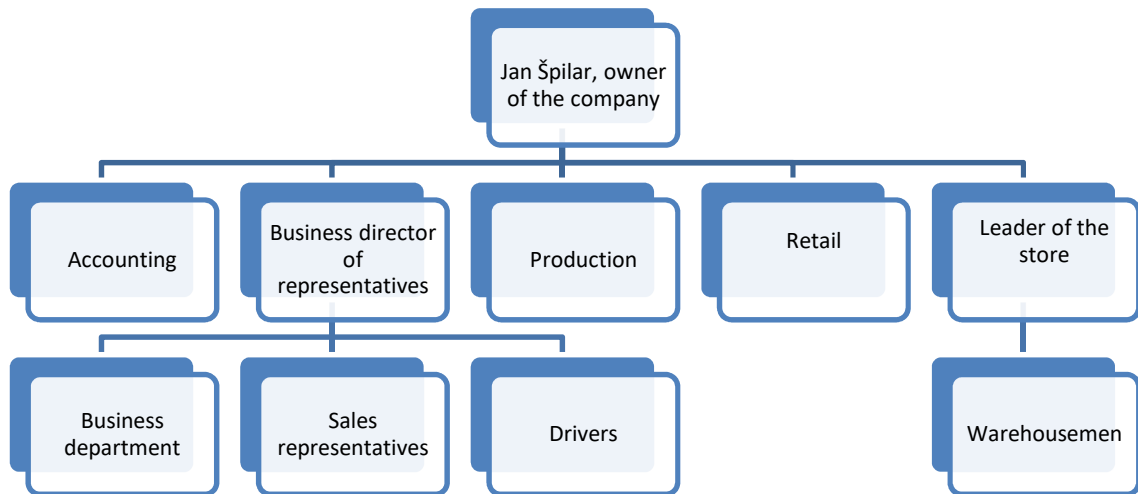 Jan Špilar, owner
of the company
Accounting
Business director
of
representatives
Production
Retail
Leader of the
store
Business
department
Sales
representatives
Drivers
Warehousemen